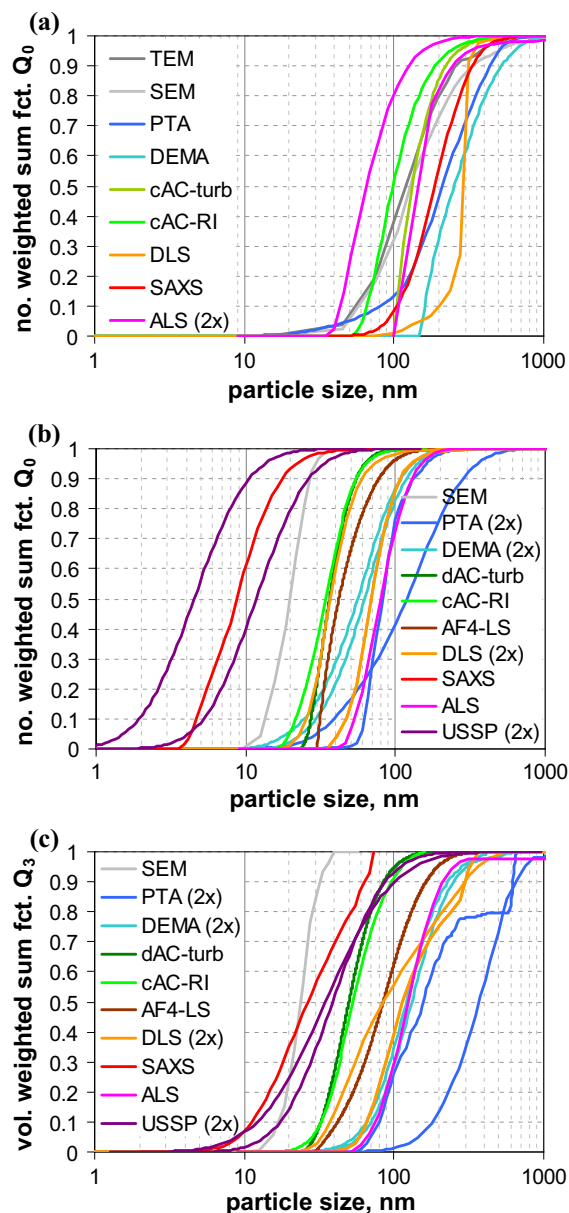 (a)
no. weighted sum fct. Q0
1
0.9
0.8
0.7
0.6
0.5
0.4
0.3
0.2
0.1
0
TEM
SEM
PTA
DEMA
cAC-turb
cAC-RI
DLS
SAXS
ALS (2x)
1 10 100 1000
particle size, nm
(b)
no. weighted sum fct. Q0
1
0.9
0.8
0.7
0.6
0.5
0.4
0.3
0.2
0.1
0
SEM
PTA (2x)
DEMA (2x)
dAC-turb
cAC-RI
AF4-LS
DLS (2x)
SAXS
ALS
USSP (2x)
1 10 100 1000
particle size, nm
(c)
vol. weighted sum fct. Q3
1
0.9
0.8
0.7
0.6
0.5
0.4
0.3
0.2
0.1
0
SEM
PTA (2x)
DEMA (2x)
dAC-turb
cAC-RI
AF4-LS
DLS (2x)
SAXS
ALS
USSP (2x)
1 10 100 1000
particle size, nm